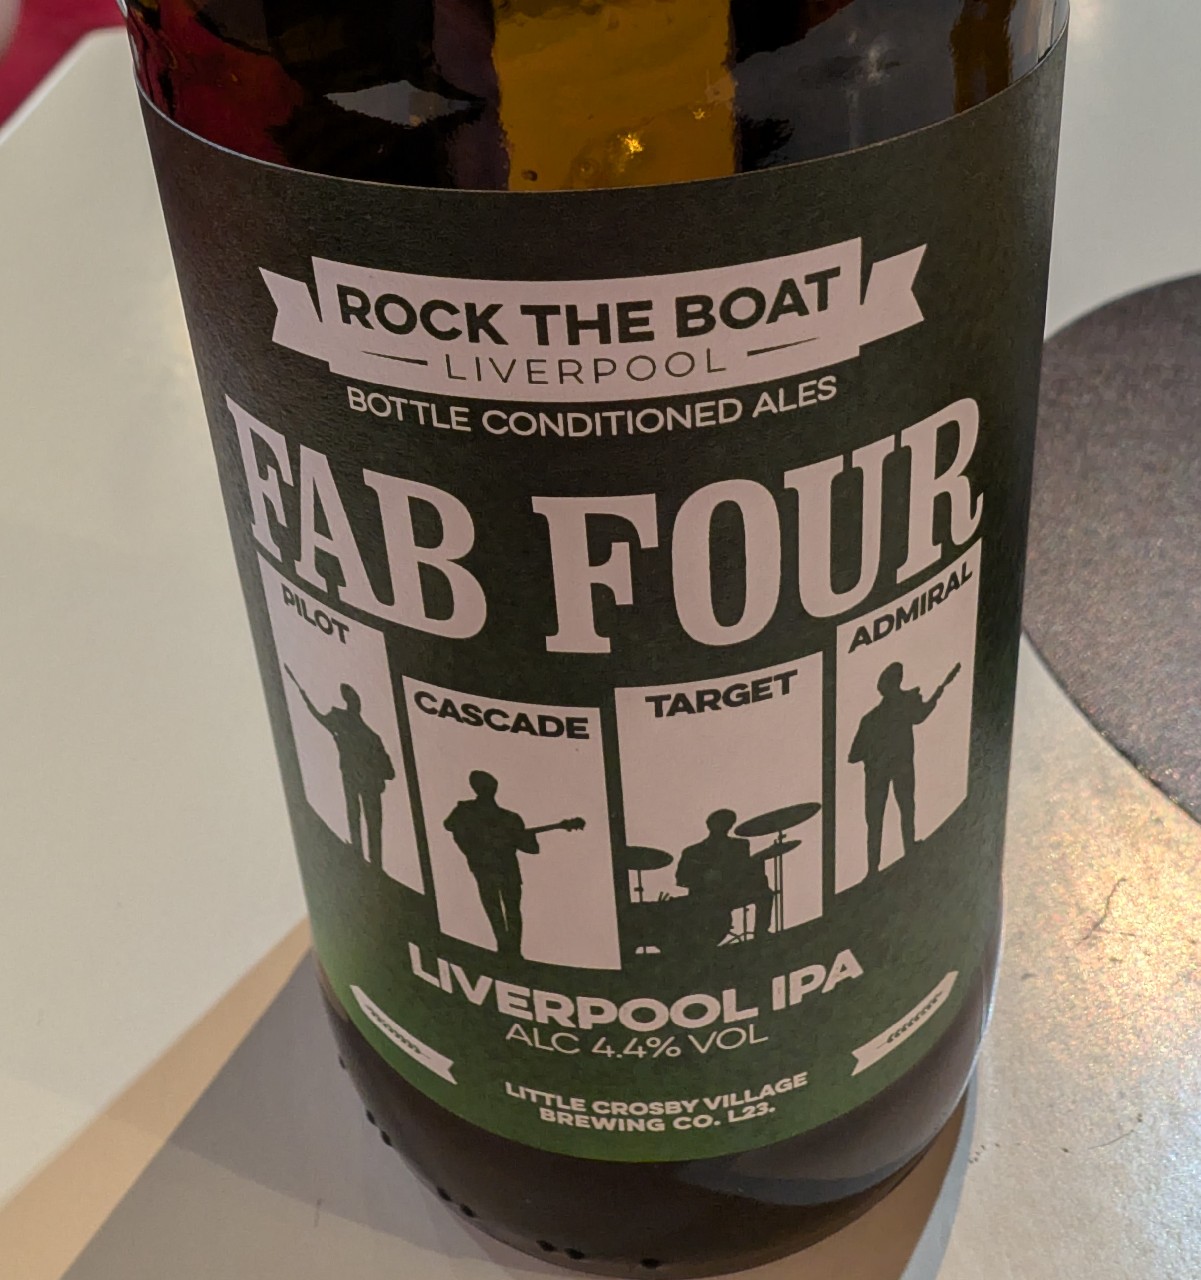 ROCK THE BOAT
LIVERPOOL
BOTTLE CONDITIONED ALES
FAB FOUR
PILOT
CASCADE
TARGET
ADMIRAL
LIVERPOOL IPA
ALC 4.4% VOL
LITTLE CROSBY VILLAGE
BREWING CO. L23.